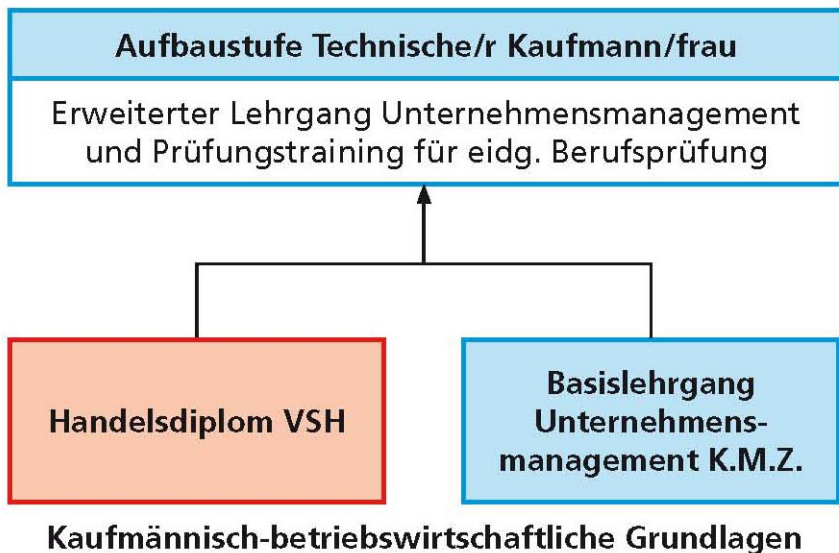 Aufbaustufe Technische/r Kaufmann/frau
Erweiterter Lehrgang Unternehmensmanagement
und Prüfungstraining für eidg. Berufsprüfung
Handelsdiplom VSH
Basislehrgang
Unternehmens-
management K.M.Z.
Kaufmännisch-betriebswirtschaftliche Grundlagen